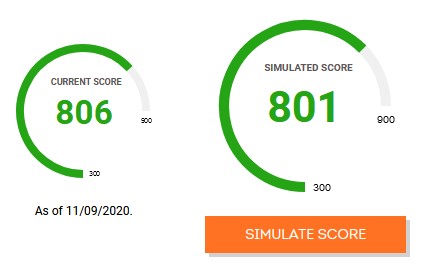 CURRENT SCORE
806
900
300
As of 11/09/2020.
SIMULATED SCORE
801
900
300
SIMULATE SCORE